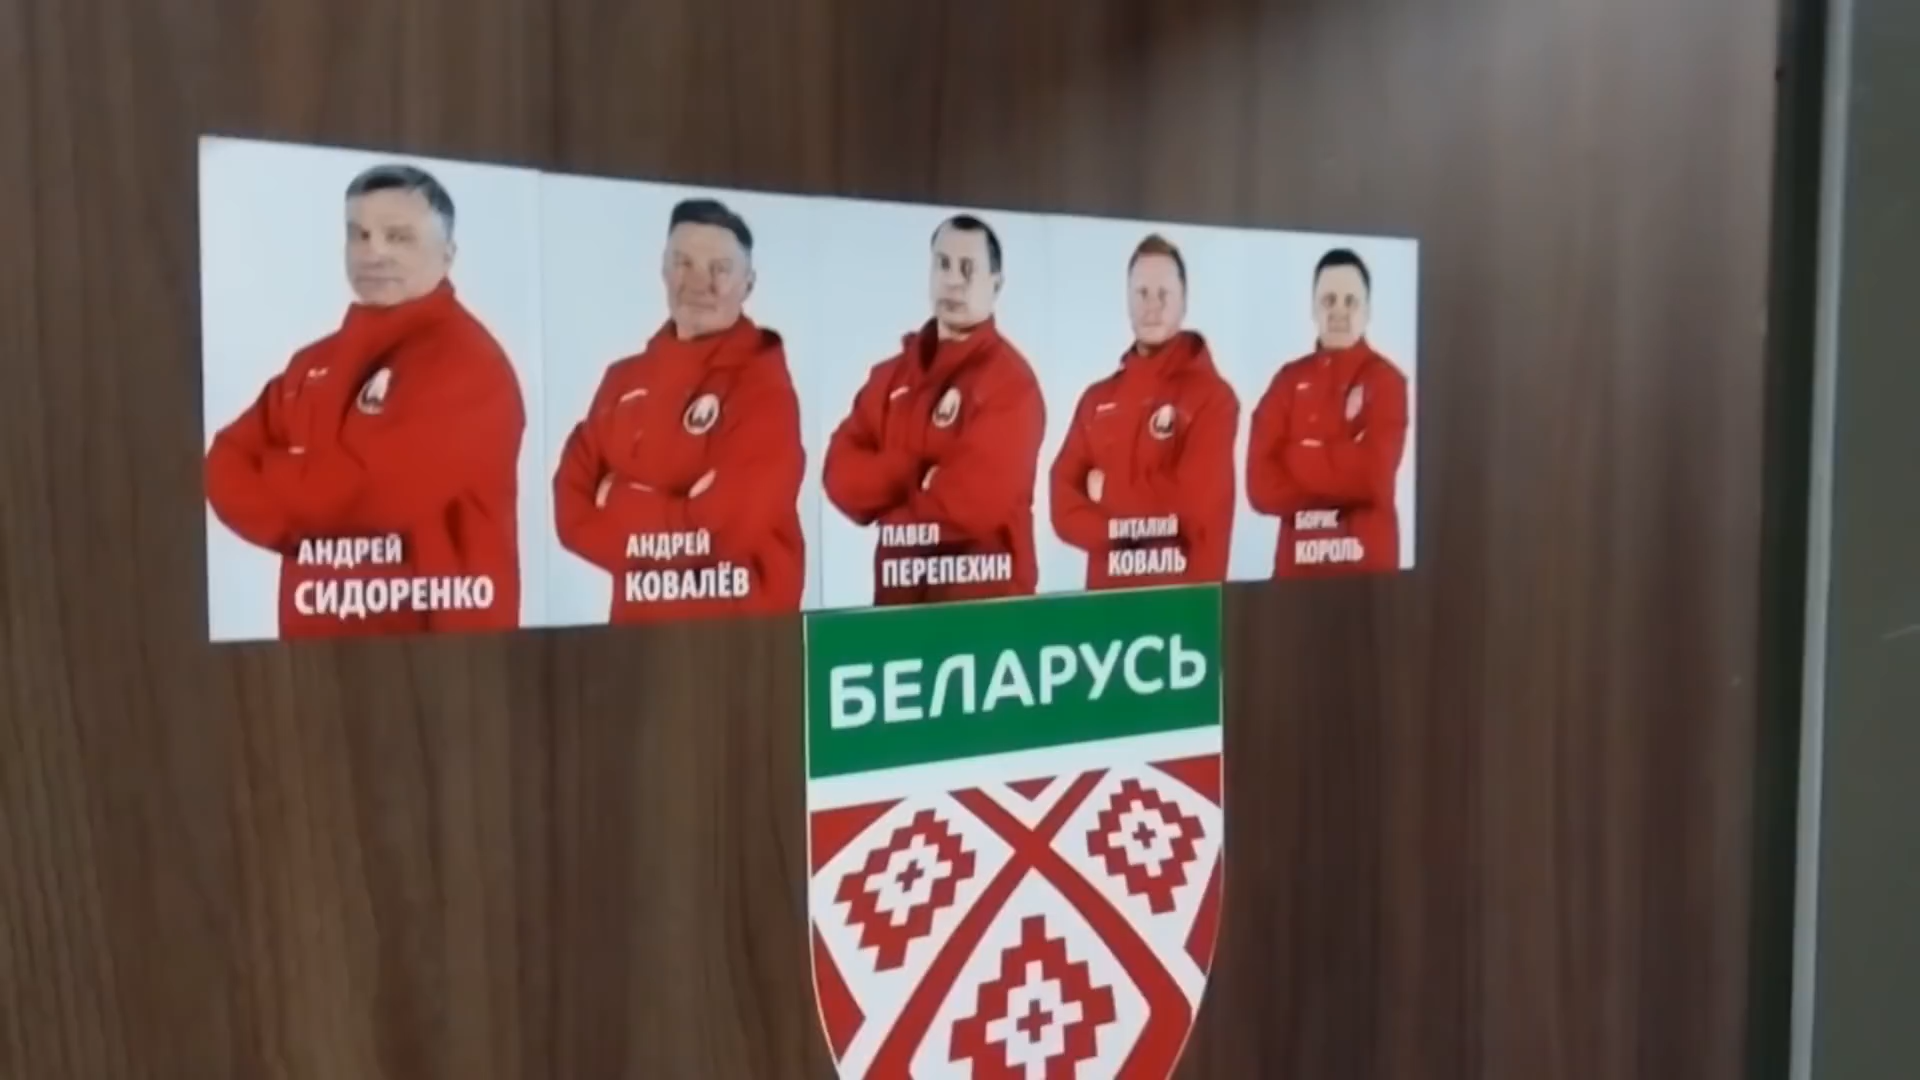 АНДРЕЙ
СИДОРЕНКО
АНДРЕЙ
КОВАЛЁВ
ПАВЕЛ
ПЕРЕПЕХИН
ВИТАЛИЙ
КОВАЛЬ
БОРИС
КОРОЛЬ
БЕЛАРУСЬ